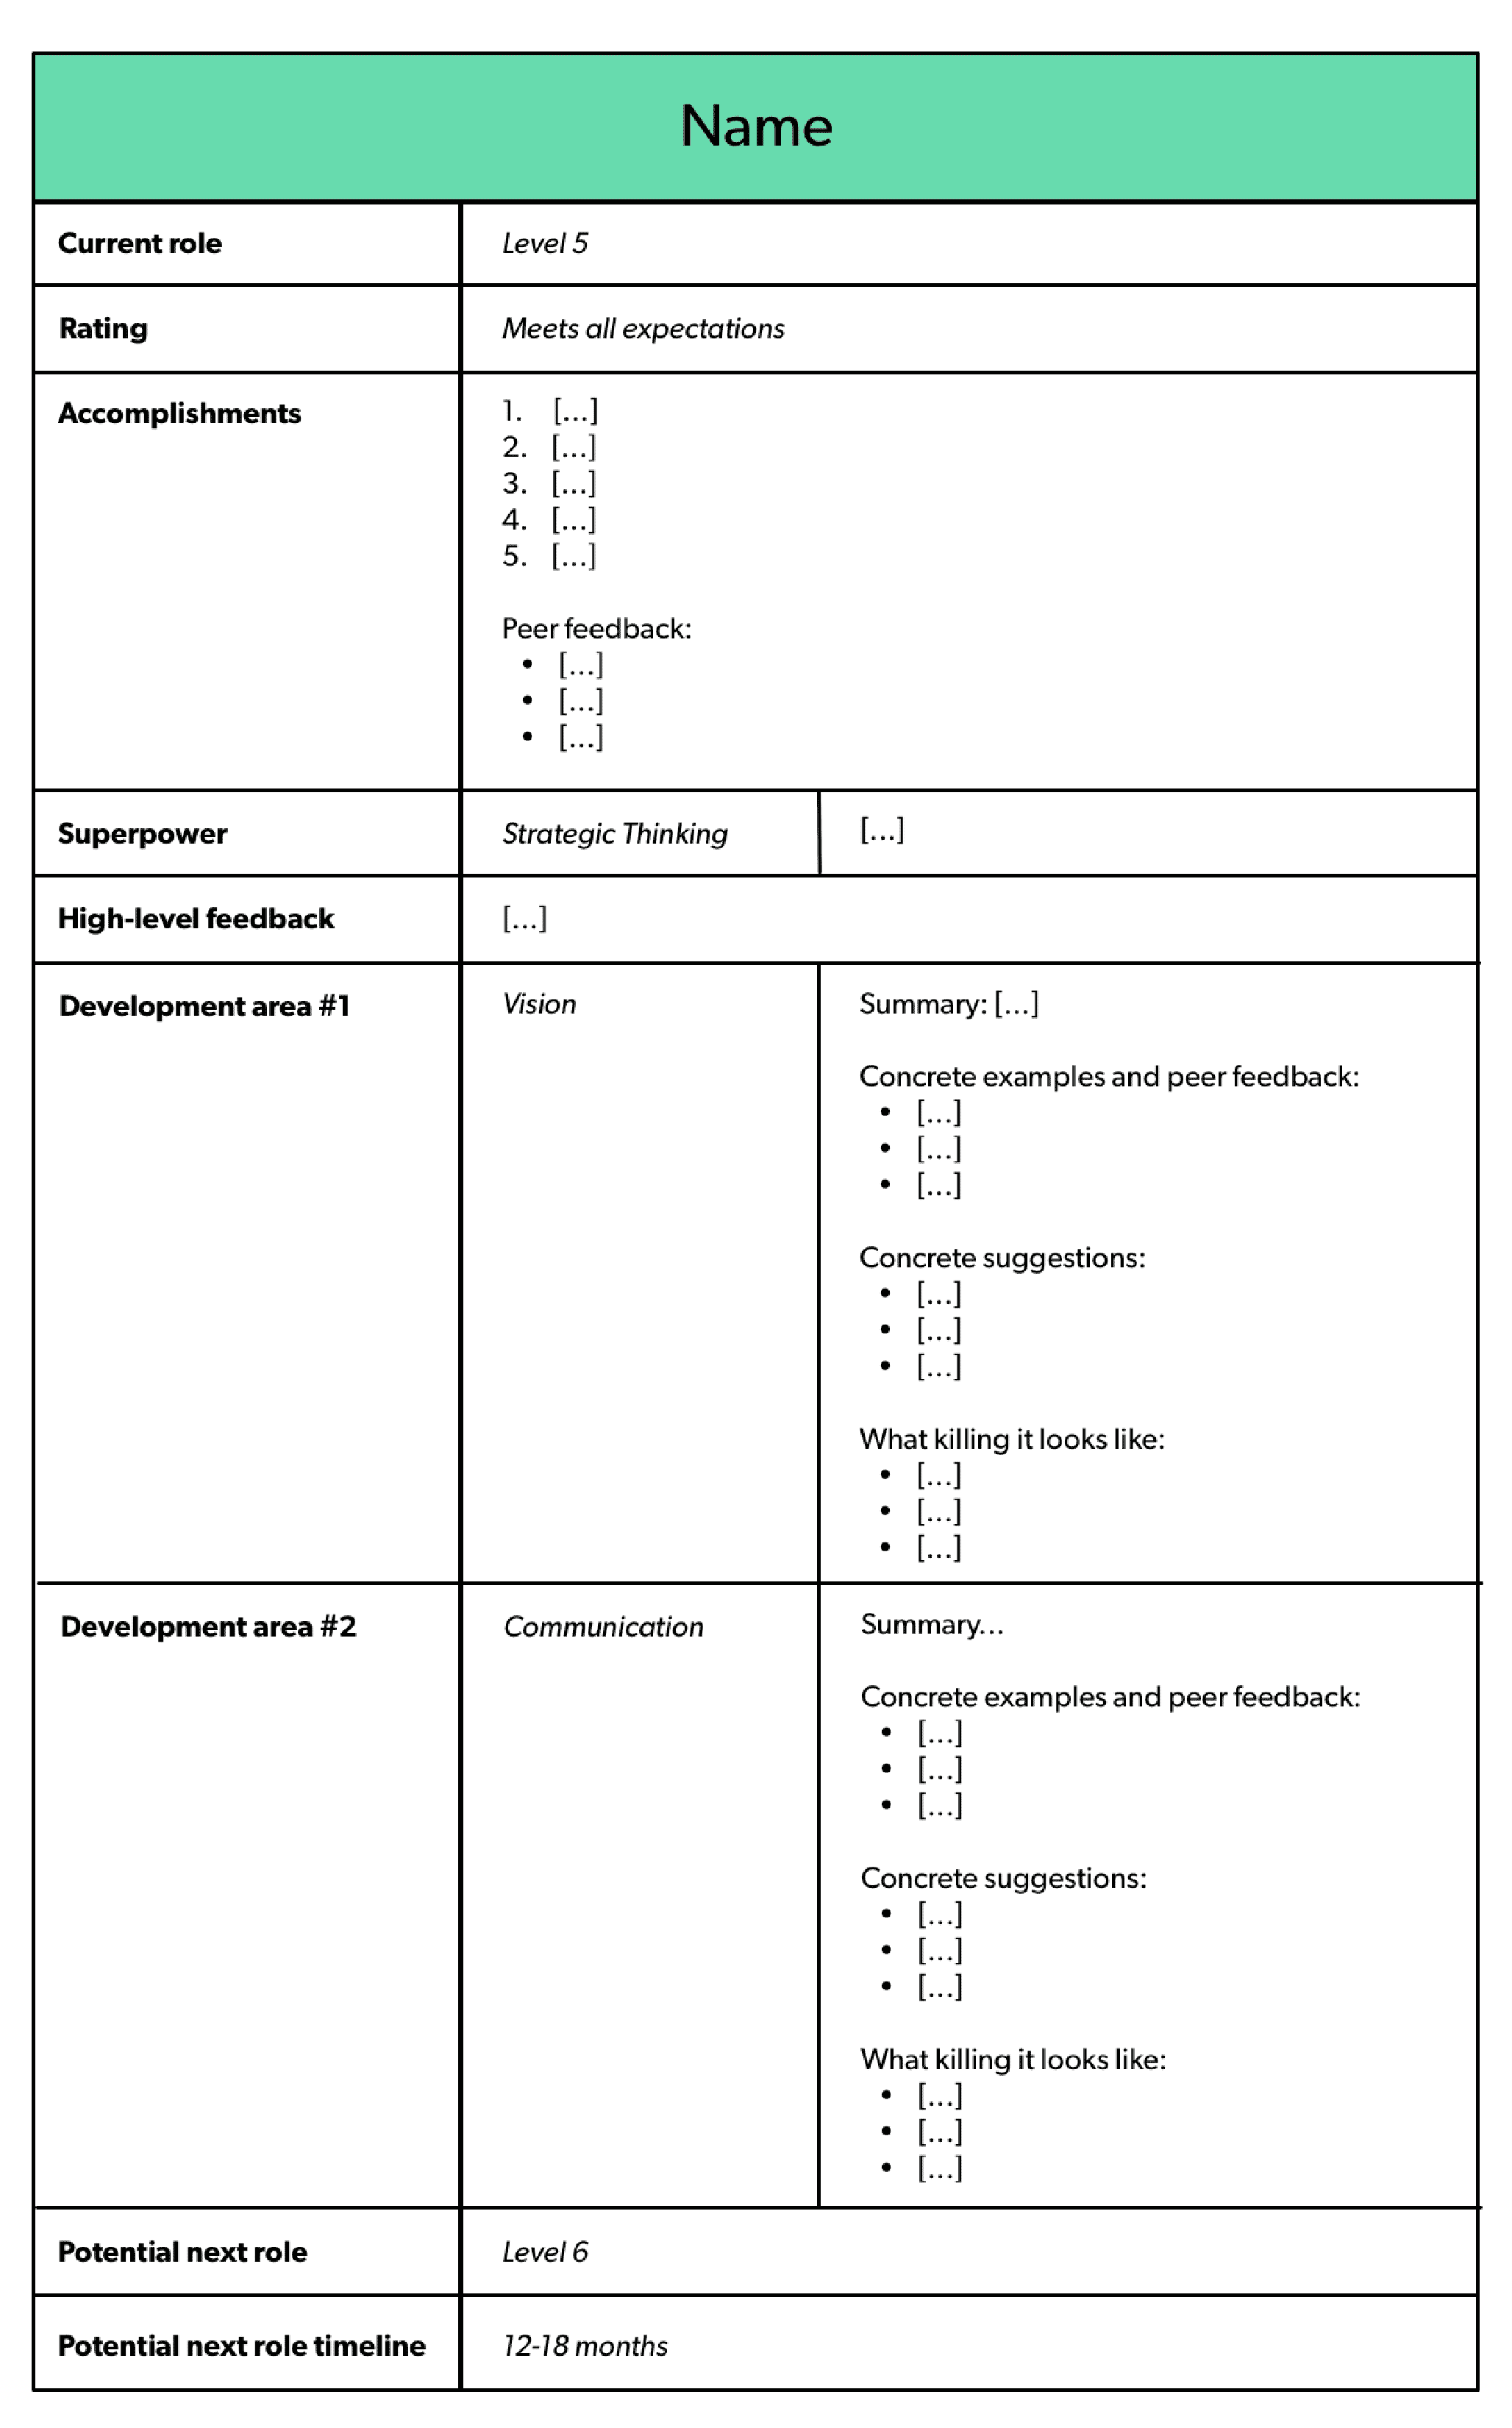 Name
Current role
Level 5
Rating
Meets all expectations
Accomplishments
1. [...]
2. [...]
3. [...]
4. [...]
5. [...]
Peer feedback:
• [...]
• [...]
• [...]
Superpower
Strategic Thinking
[...]
High-level feedback
[...]
Development area #1
Vision
Summary: [...]
Concrete examples and peer feedback:
• [...]
• [...]
• [...]
Concrete suggestions:
• [...]
• [...]
• [...]
What killing it looks like:
• [...]
• [...]
• [...]
Development area #2
Communication
Summary...
Concrete examples and peer feedback:
• [...]
• [...]
• [...]
Concrete suggestions:
• [...]
• [...]
• [...]
What killing it looks like:
• [...]
• [...]
• [...]
Potential next role
Level 6
Potential next role timeline
12-18 months